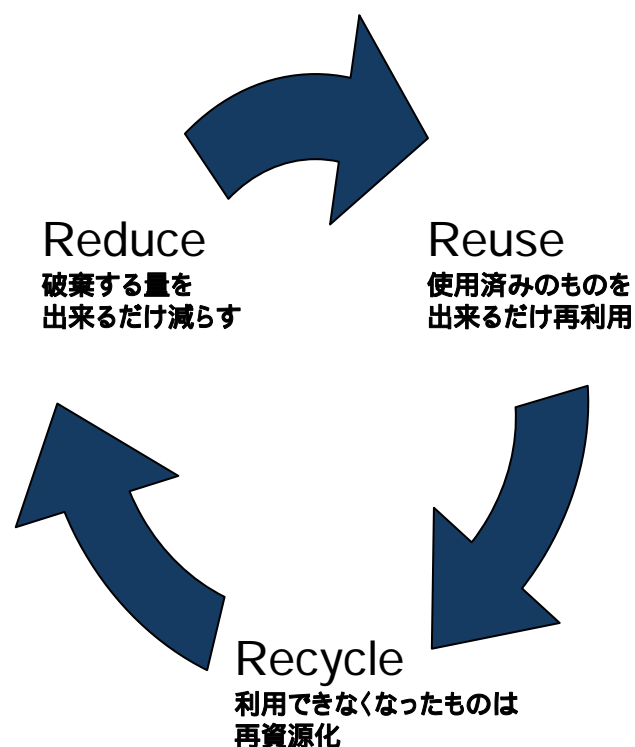 Reduce
破棄する量を
出来るだけ減らす
Reuse
使用済みのものを
出来るだけ再利用
Recycle
利用できなくなったものは
再資源化